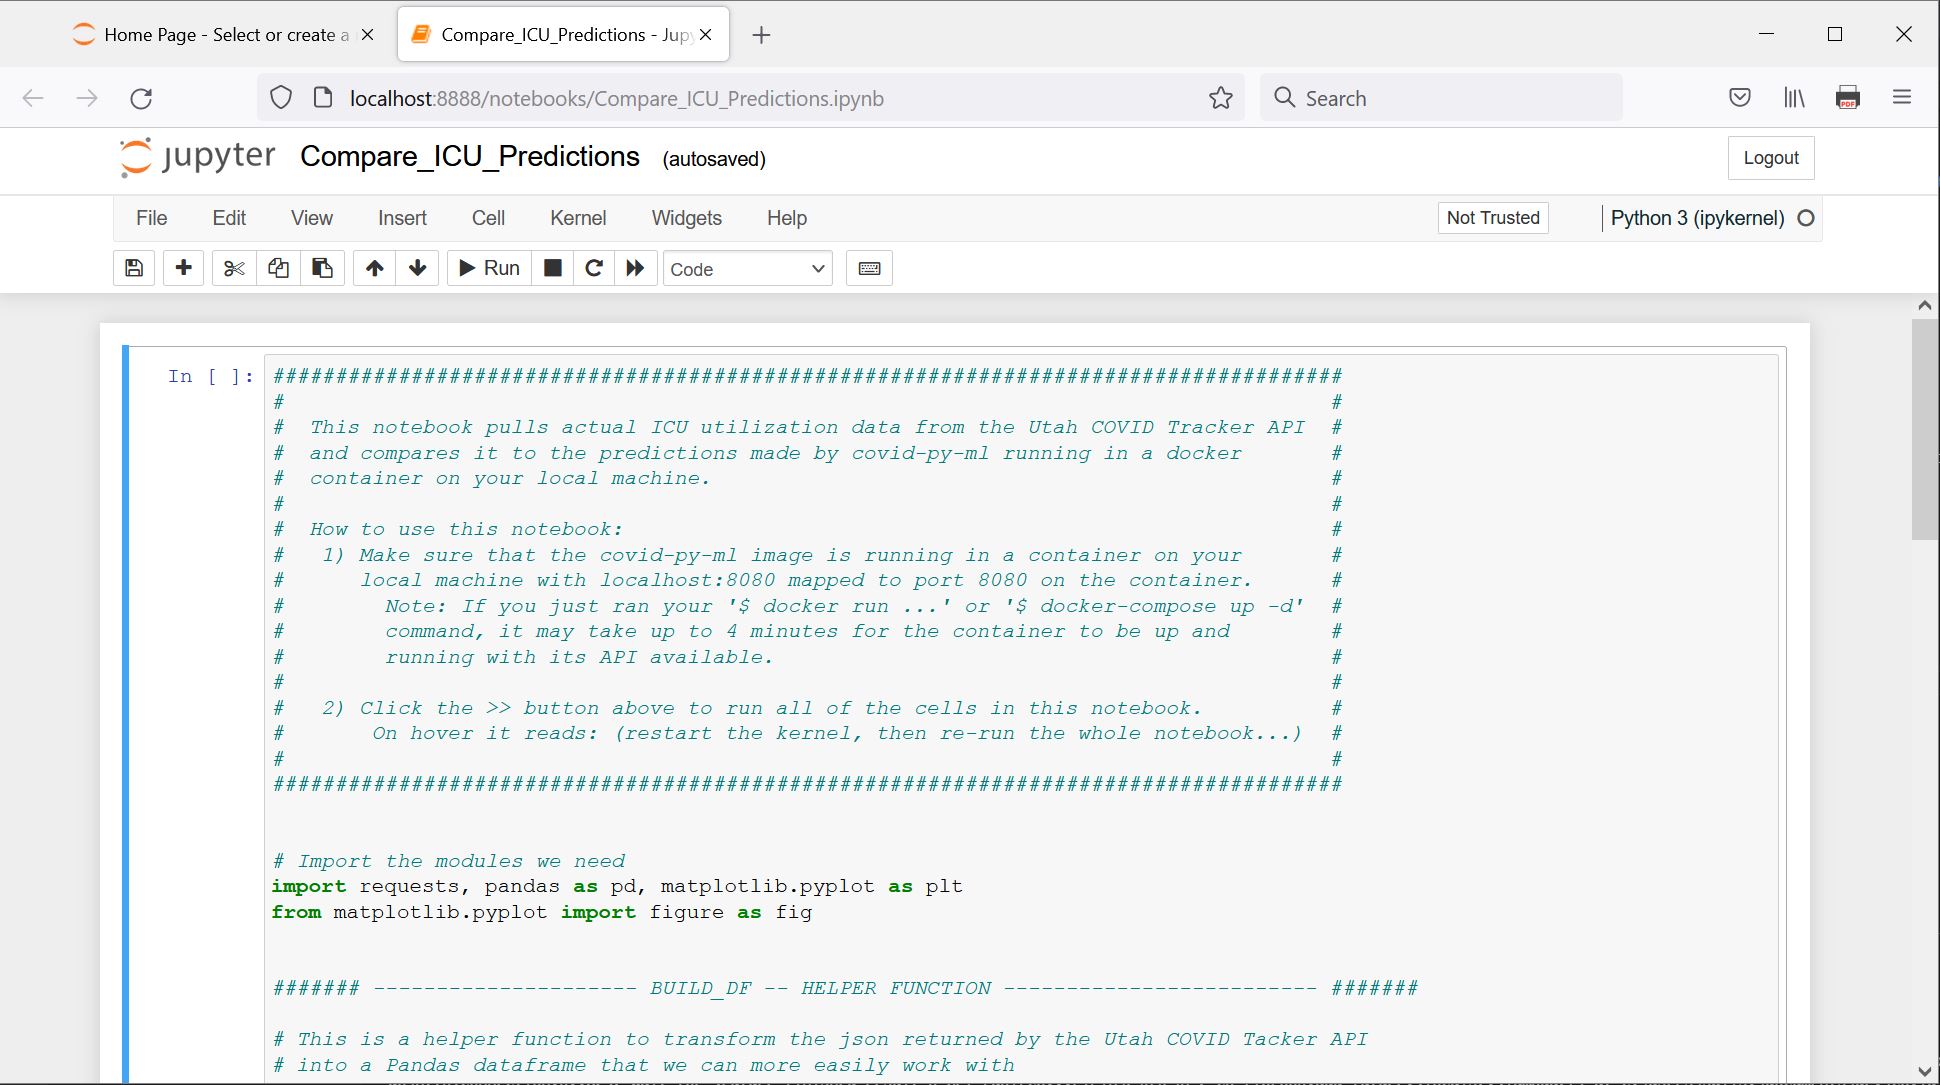 Home Page - Select or create a
Compare_ICU_Predictions - Jupy
localhost:8888/notebooks/Compare_ICU_Predictions.ipynb
Search
PDF
jupyter Compare_ICU_Predictions (autosaved)
Logout
File Edit View Insert Cell Kernel Widgets Help
Not Trusted
Python 3 (ipykernel)
Run
Code
In [ ]:
#####################################################################################
# #
# This notebook pulls actual ICU utilization data from the Utah COVID Tracker API #
# and compares it to the predictions made by covid-py-ml running in a docker #
# container on your local machine. #
# #
# How to use this notebook: #
# 1) Make sure that the covid-py-ml image is running in a container on your #
# local machine with localhost:8080 mapped to port 8080 on the container. #
# Note: If you just ran your '$ docker run ...' or '$ docker-compose up -d' #
# command, it may take up to 4 minutes for the container to be up and #
# running with its API available. #
# #
# 2) Click the >> button above to run all of the cells in this notebook. #
# On hover it reads: (restart the kernel, then re-run the whole notebook...) #
# #
#####################################################################################
# Import the modules we need
import requests, pandas as pd, matplotlib.pyplot as plt
from matplotlib.pyplot import figure as fig
####### --------------------- BUILD_DF -- HELPER FUNCTION ------------------------- #######
# This is a helper function to transform the json returned by the Utah COVID Tacker API
# into a Pandas dataframe that we can more easily work with